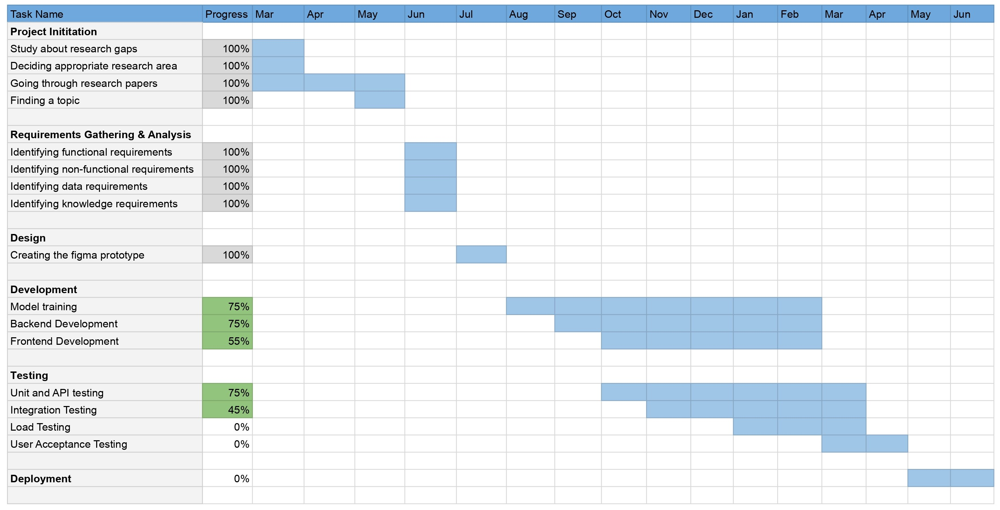 Task Name Progress Mar Apr May Jun Jul Aug Sep Oct Nov Dec Jan Feb Mar Apr May Jun
Project Inititation
Study about research gaps 100%
Deciding appropriate research area 100%
Going through research papers 100%
Finding a topic 100%
Requirements Gathering & Analysis
Identifying functional requirements 100%
Identifying non-functional requirements 100%
Identifying data requirements 100%
Identifying knowledge requirements 100%
Design
Creating the figma prototype 100%
Development
Model training 75%
Backend Development 75%
Frontend Development 55%
Testing
Unit and API testing 75%
Integration Testing 45%
Load Testing 0%
User Acceptance Testing 0%
Deployment 0%